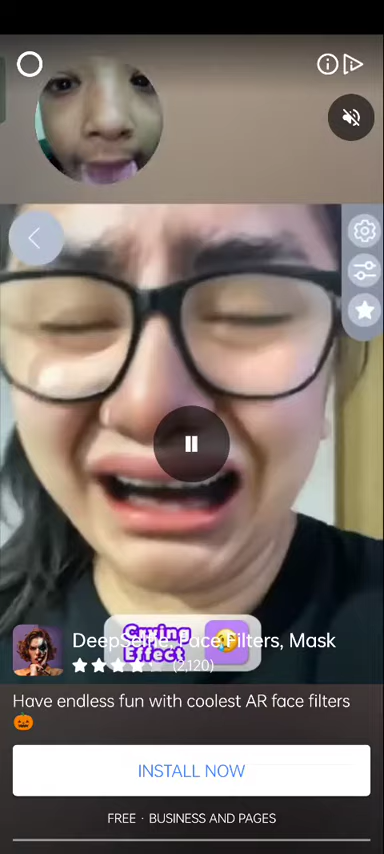 Crying
Effect
DeepSelfie: Face Filters, Mask
(2,120)
Have endless fun with coolest AR face filters
🎃
INSTALL NOW
FREE · BUSINESS AND PAGES